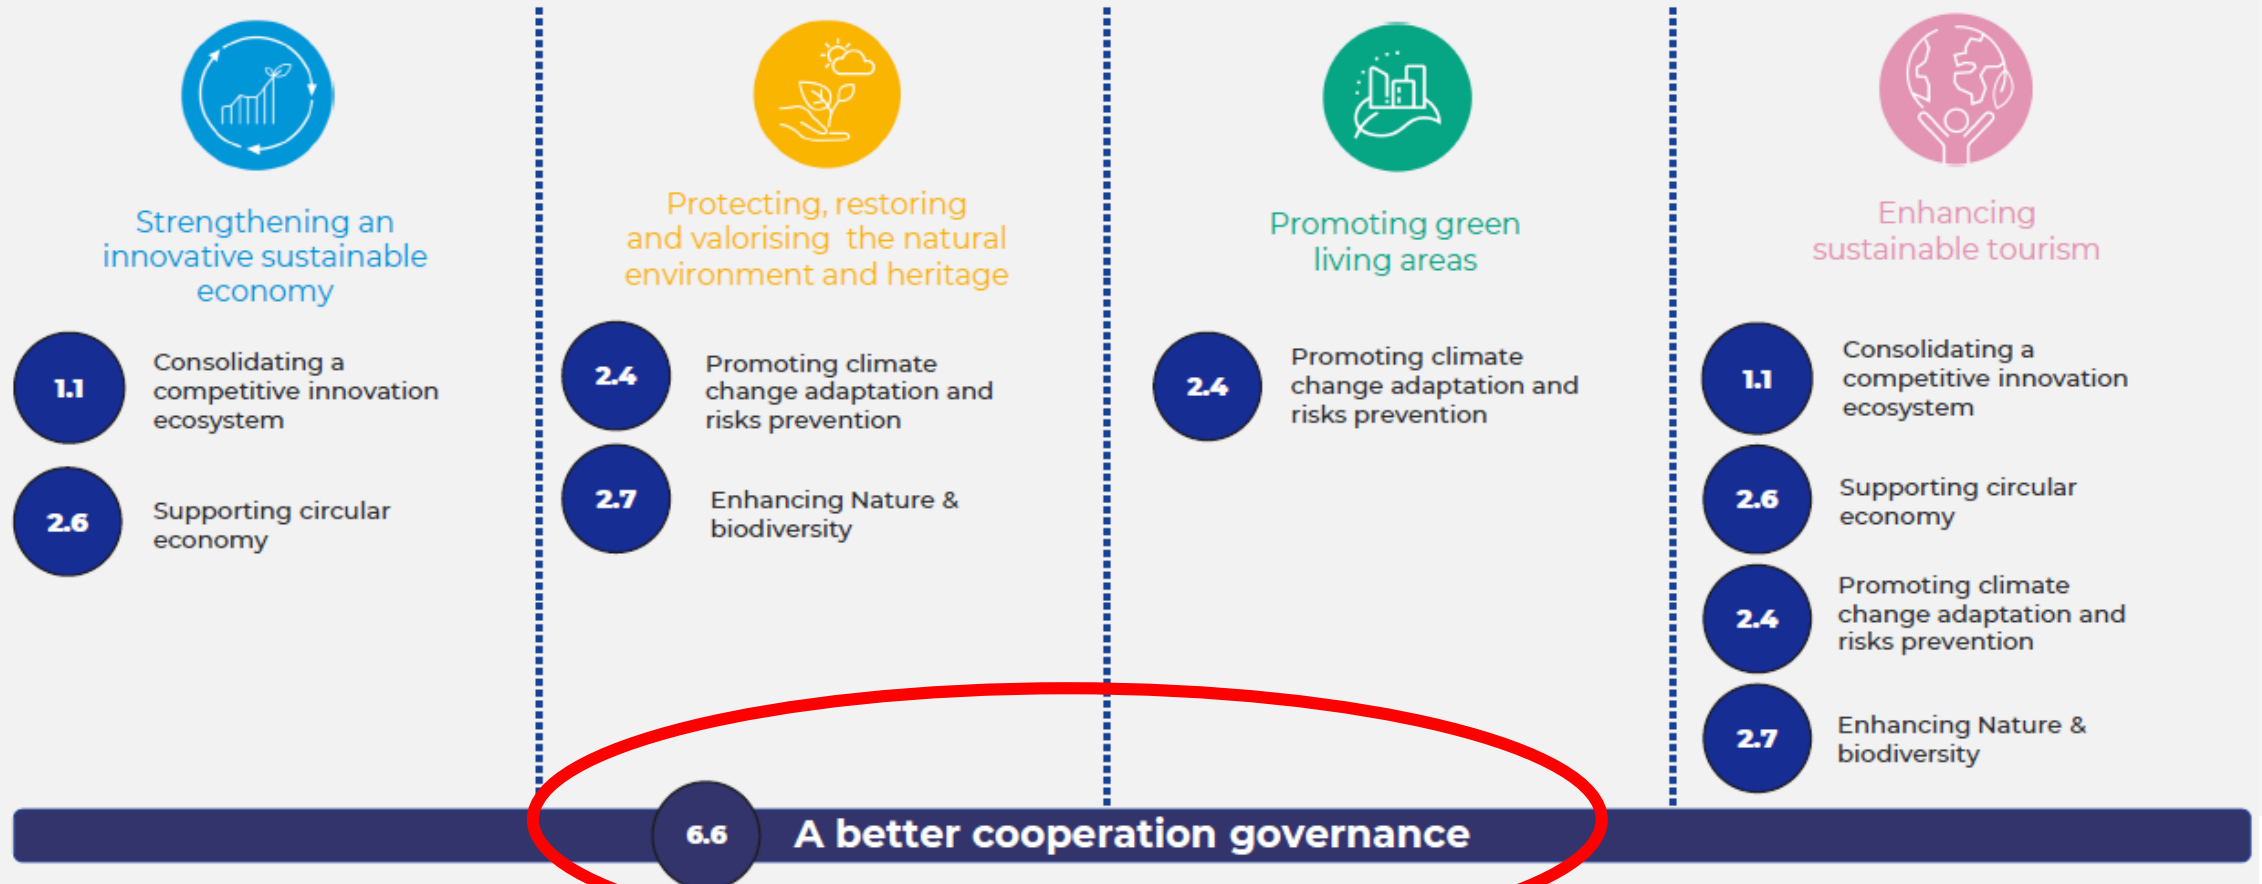 Strengthening an
innovative sustainable
economy
1.1
Consolidating a
competitive innovation
ecosystem
2.6
Supporting circular
economy
Protecting, restoring
and valorising the natural
environment and heritage
2.4
Promoting climate
change adaptation and
risks prevention
2.7
Enhancing Nature &
biodiversity
Promoting green
living areas
2.4
Promoting climate
change adaptation and
risks prevention
Enhancing
sustainable tourism
1.1
Consolidating a
competitive innovation
ecosystem
2.6
Supporting circular
economy
2.4
Promoting climate
change adaptation and
risks prevention
2.7
Enhancing Nature &
biodiversity
6.6 A better cooperation governance